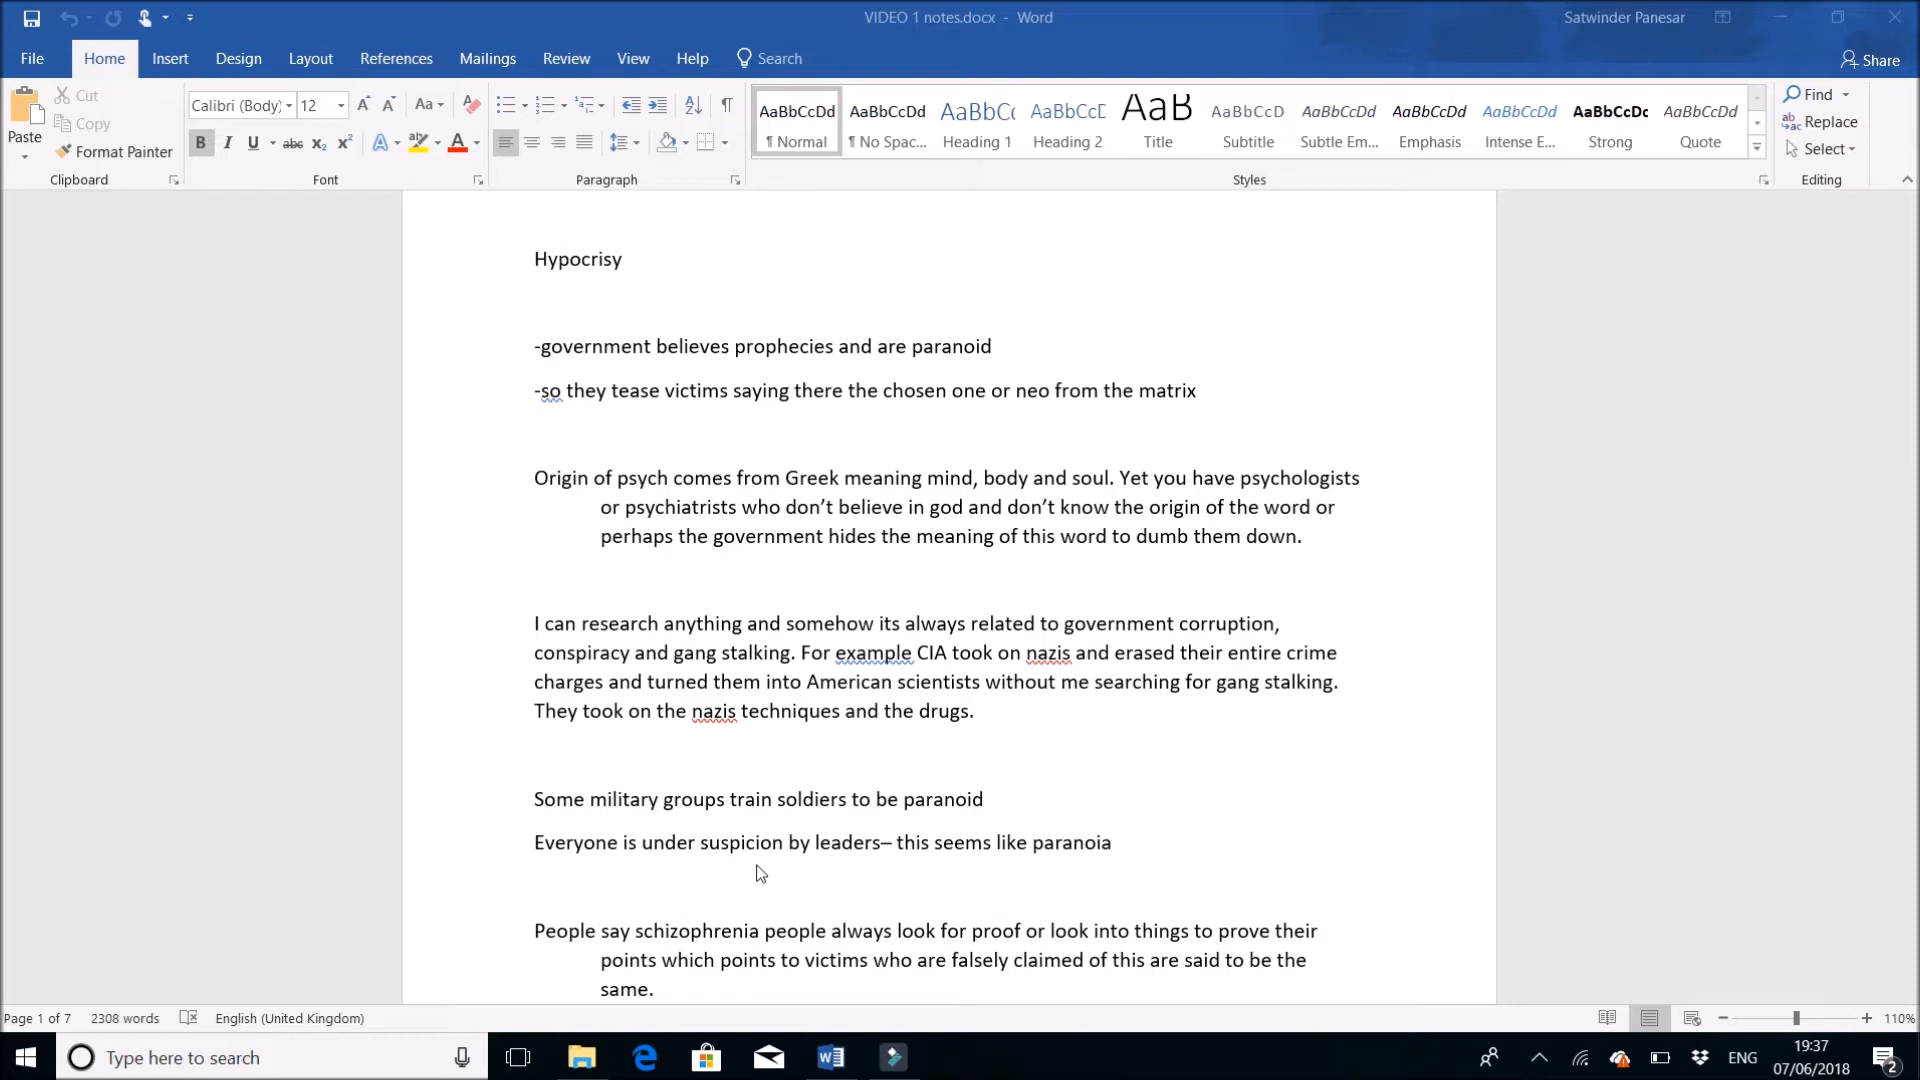 VIDEO 1 notes.docx - Word
Satwinder Panesar
File Home Insert Design Layout References Mailings Review View Help Search Share
Paste
Cut
Copy
Format Painter
Clipboard
Calibri (Body) 12
Font
Paragraph
AaBbCcDd AaBbCcDd AaBbCc AaBbCcD AaB AaBbCcD AaBbCcDd AaBbCcDd AaBbCcDd AaBbCcDc AaBbCcDd
¶ Normal ¶ No Spac... Heading 1 Heading 2 Title Subtitle Subtle Em... Emphasis Intense E... Strong Quote
Styles
Find
Replace
Select
Editing
Hypocrisy
-government believes prophecies and are paranoid
-so they tease victims saying there the chosen one or neo from the matrix
Origin of psych comes from Greek meaning mind, body and soul. Yet you have psychologists
or psychiatrists who don’t believe in god and don’t know the origin of the word or
perhaps the government hides the meaning of this word to dumb them down.
I can research anything and somehow its always related to government corruption,
conspiracy and gang stalking. For example CIA took on nazis and erased their entire crime
charges and turned them into American scientists without me searching for gang stalking.
They took on the nazis techniques and the drugs.
Some military groups train soldiers to be paranoid
Everyone is under suspicion by leaders– this seems like paranoia
People say schizophrenia people always look for proof or look into things to prove their
points which points to victims who are falsely claimed of this are said to be the
same.
Page 1 of 7 2308 words English (United Kingdom) 110%
Type here to search
ENG
19:37
07/06/2018
2